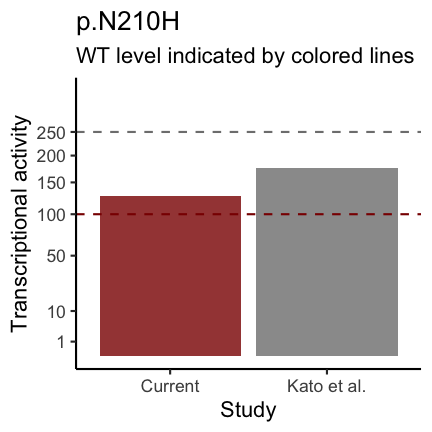 p.N210H
WT level indicated by colored lines
Transcriptional activity
250
200
150
100
50
10
1
Current
Kato et al.
Study